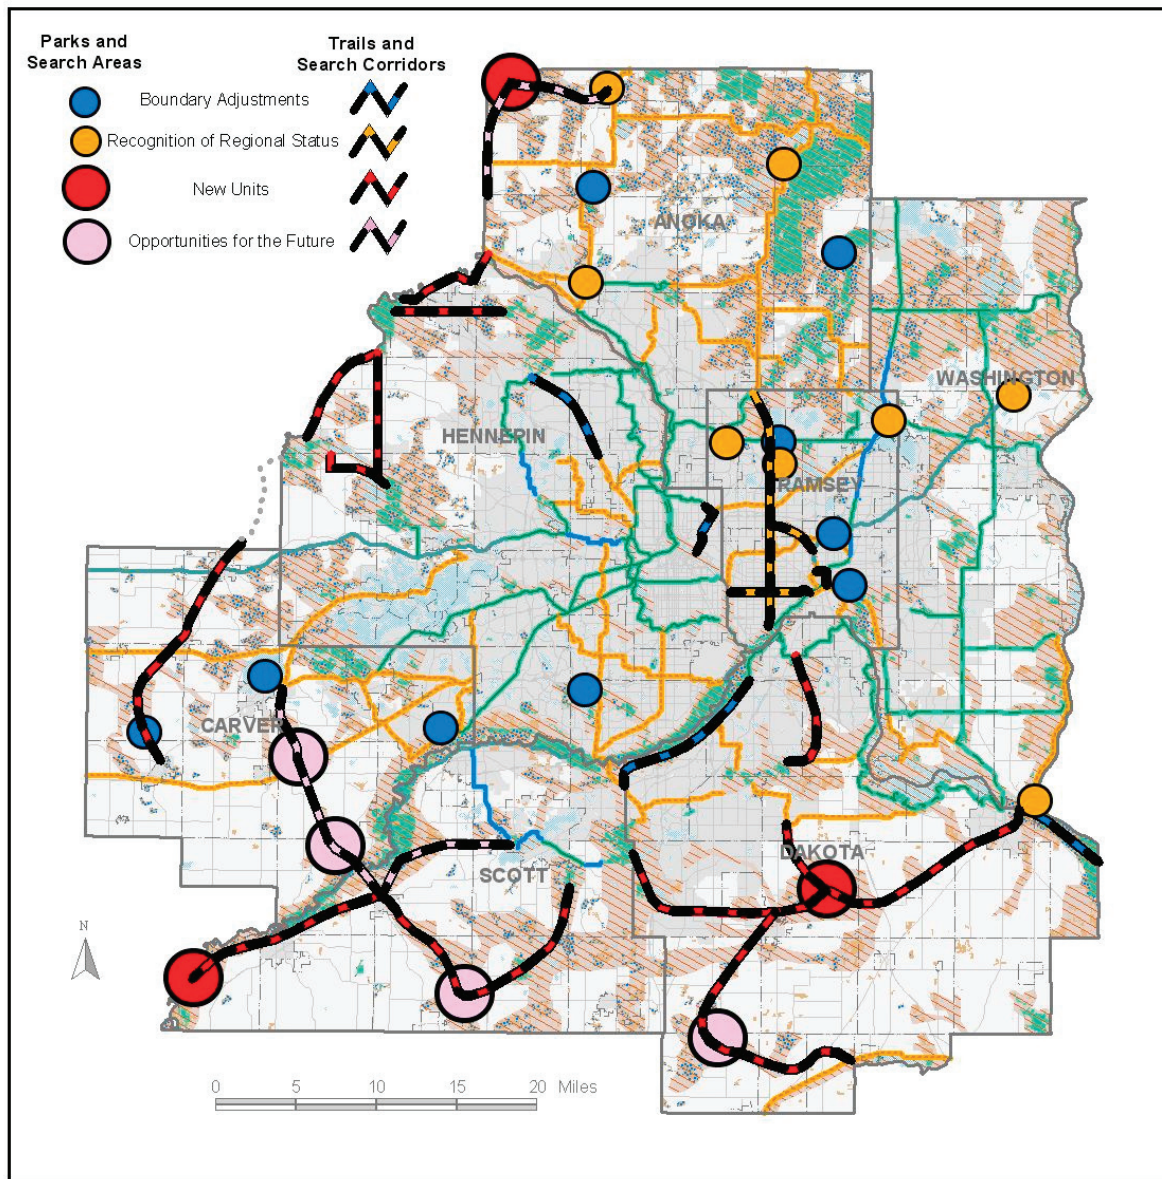 Parks and
Search Areas
Trails and
Search Corridors
Boundary Adjustments
Recognition of Regional Status
New Units
Opportunities for the Future
ANOKA
WASHINGTON
HENNEPIN
RAMSEY
CARVER
SCOTT
DAKOTA
N
0 5 10 15 20 Miles